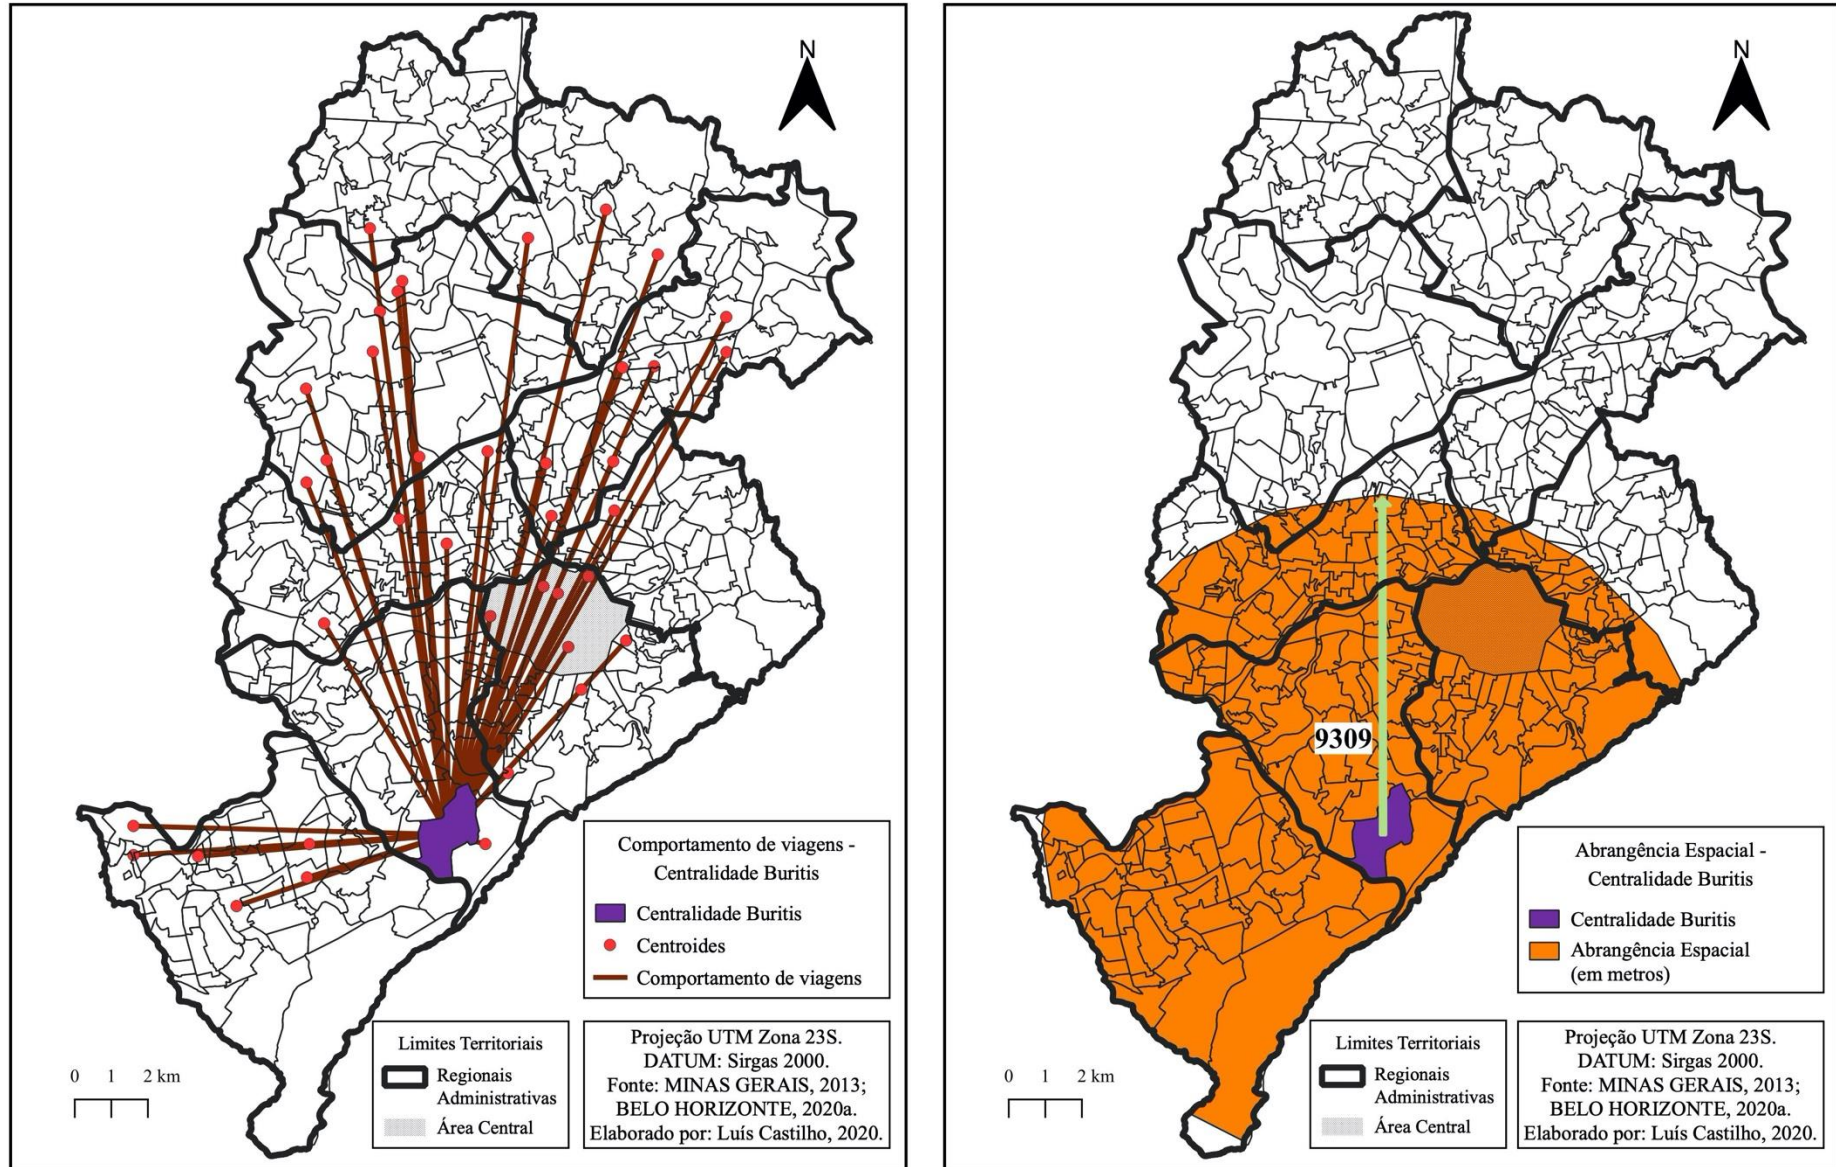 N
Comportamento de viagens -
Centralidade Buritis
Centralidade Buritis
Centroides
Comportamento de viagens
Limites Territoriais
Regionais
Administrativas
Área Central
Projeção UTM Zona 23S.
DATUM: Sirgas 2000.
Fonte: MINAS GERAIS, 2013;
BELO HORIZONTE, 2020a.
Elaborado por: Luís Castilho, 2020.
0 1 2 km
N
9309
Abrangência Espacial -
Centralidade Buritis
Centralidade Buritis
Abrangência Espacial
(em metros)
Limites Territoriais
Regionais
Administrativas
Área Central
Projeção UTM Zona 23S.
DATUM: Sirgas 2000.
Fonte: MINAS GERAIS, 2013;
BELO HORIZONTE, 2020a.
Elaborado por: Luís Castilho, 2020.
0 1 2 km